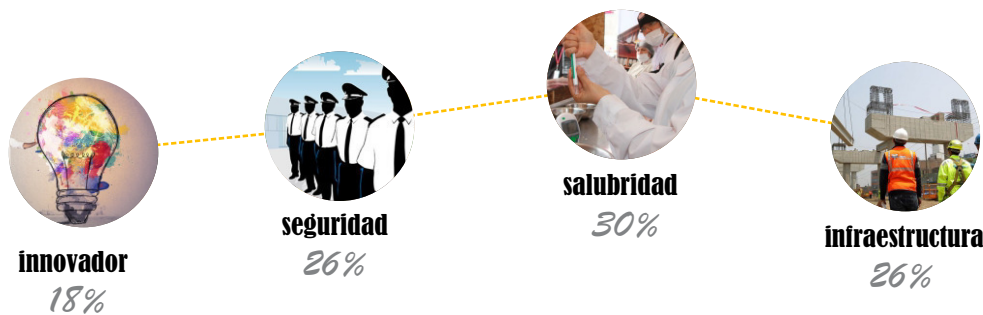 innovador
18%
seguridad
26%
salubridad
30%
infraestructura
26%